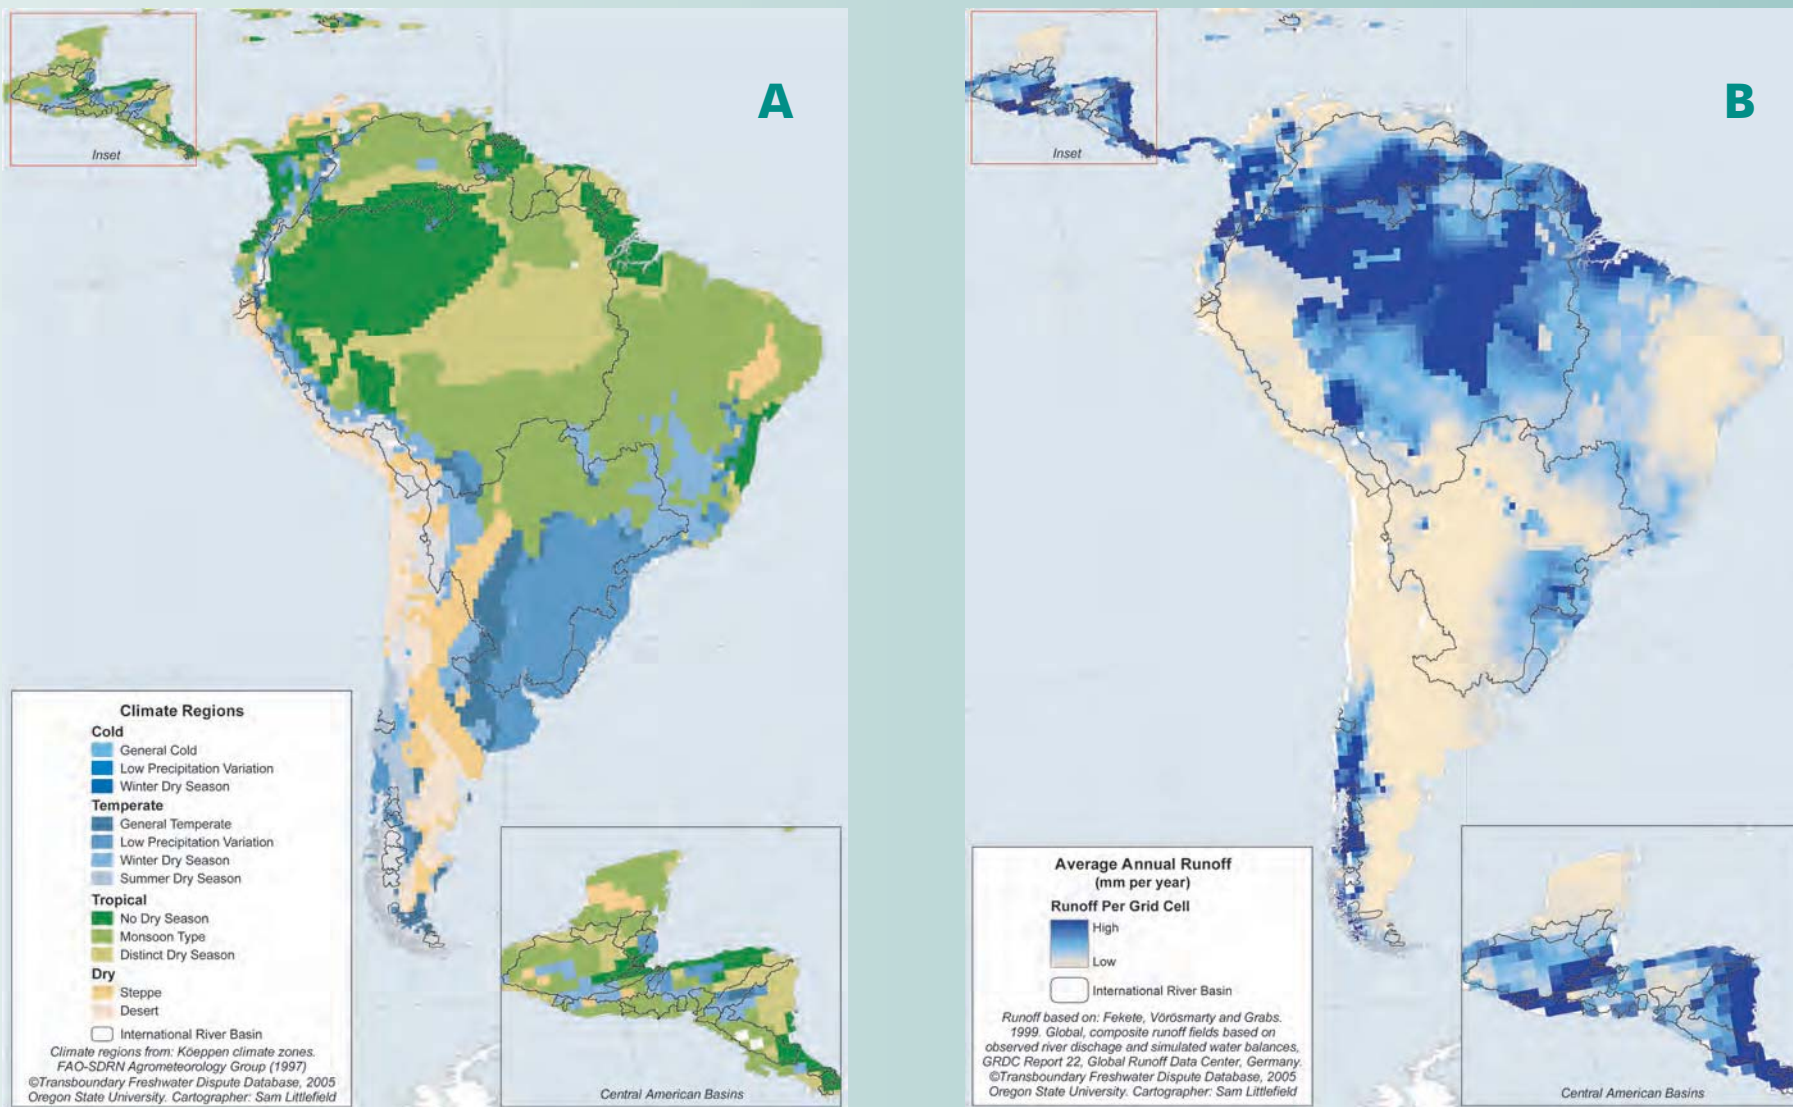 A
Inset
Climate Regions
Cold
General Cold
Low Precipitation Variation
Winter Dry Season
Temperate
General Temperate
Low Precipitation Variation
Winter Dry Season
Summer Dry Season
Tropical
No Dry Season
Monsoon Type
Distinct Dry Season
Dry
Steppe
Desert
International River Basin
Climate regions from: Köeppen climate zones.
FAO-SDRN Agrometeorology Group (1997)
©Transboundary Freshwater Dispute Database, 2005
Oregon State University. Cartographer: Sam Littlefield
Central American Basins
B
Inset
Average Annual Runoff
(mm per year)
Runoff Per Grid Cell
High
Low
International River Basin
Runoff based on: Fekete, Vörösmarty and Grabs.
1999. Global, composite runoff fields based on
observed river dischage and simulated water balances,
GRDC Report 22, Global Runoff Data Center, Germany.
©Transboundary Freshwater Dispute Database, 2005
Oregon State University. Cartographer: Sam Littlefield
Central American Basins